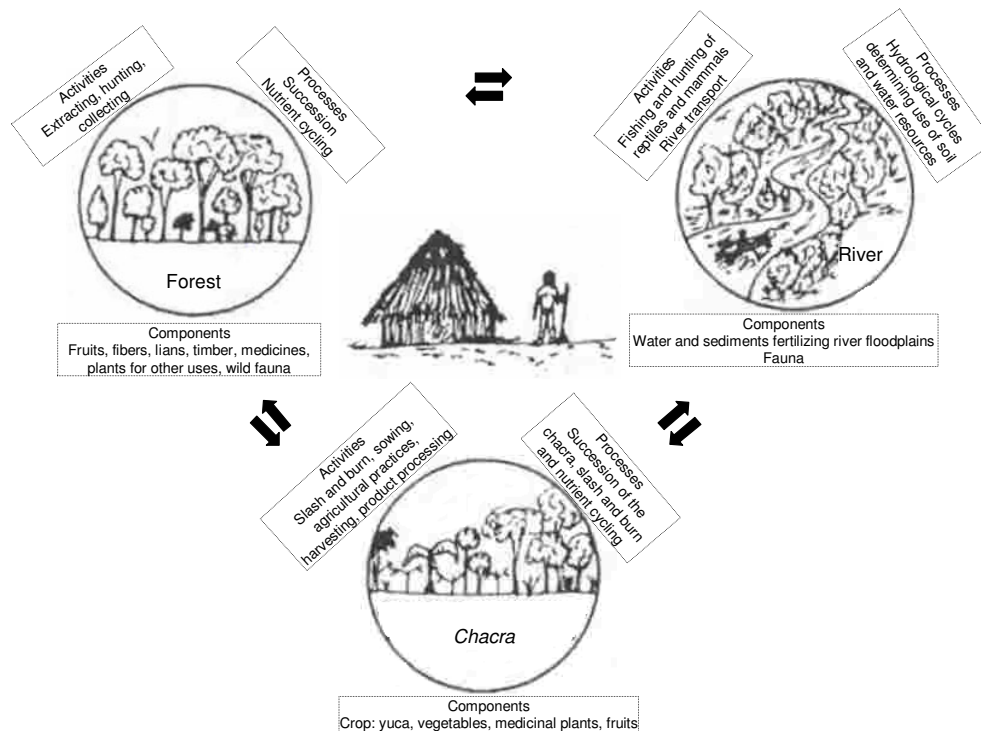 Activities
Extracting, hunting,
collecting
Processes
Succession
Nutrient cycling
Forest
Components
Fruits, fibers, lians, timber, medicines,
plants for other uses, wild fauna
Activities
Fishing and hunting of
reptiles and mammals
River transport
Processes
Hydrological cycles
determining use of soil
and water resources
River
Components
Water and sediments fertilizing river floodplains
Fauna
Activities
Slash and burn, sowing,
agricultural practices,
harvesting, product processing
Processes
Succession of the
chacra, slash and burn
and nutrient cycling
Chacra
Components
Crop: yuca, vegetables, medicinal plants, fruits